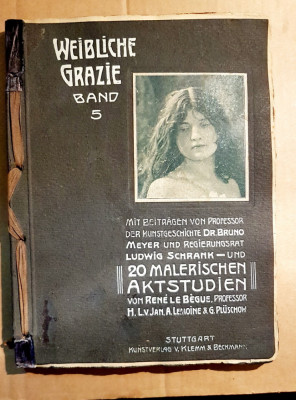 WEIBLICHE
GRAZIE
BAND
5
MIT BEITRÄGEN VON PROFESSOR
DER KUNSTGESCHICHTE DR. BRUNO
MEYER UND REGIERUNGSRAT
LUDWIG SCHRANK — UND
20 MALERISCHEN
AKTSTUDIEN
VON RENÉ LE BÈGUE, PROFESSOR
H. L. V. JAN, A. LEMOINE & G. PLÜSCHOW
STUTTGART
KUNSTVERLAG V. KLEMM & BECKMANN